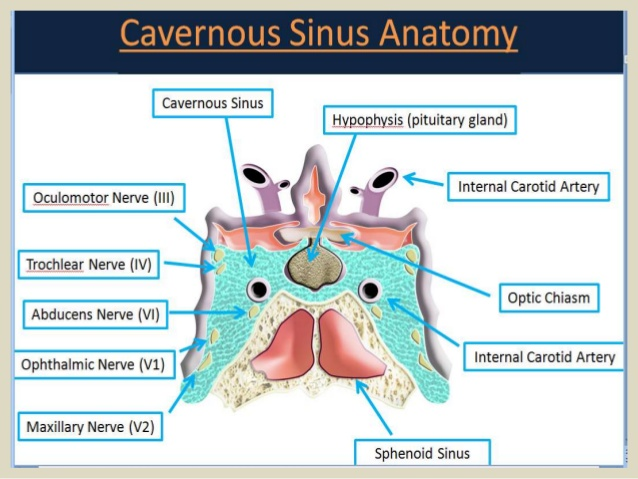 Cavernous Sinus Anatomy
Cavernous Sinus
Hypophysis (pituitary gland)
Internal Carotid Artery
Oculomotor Nerve (III)
Trochlear Nerve (IV)
Optic Chiasm
Abducens Nerve (VI)
Internal Carotid Artery
Ophthalmic Nerve (V1)
Maxillary Nerve (V2)
Sphenoid Sinus